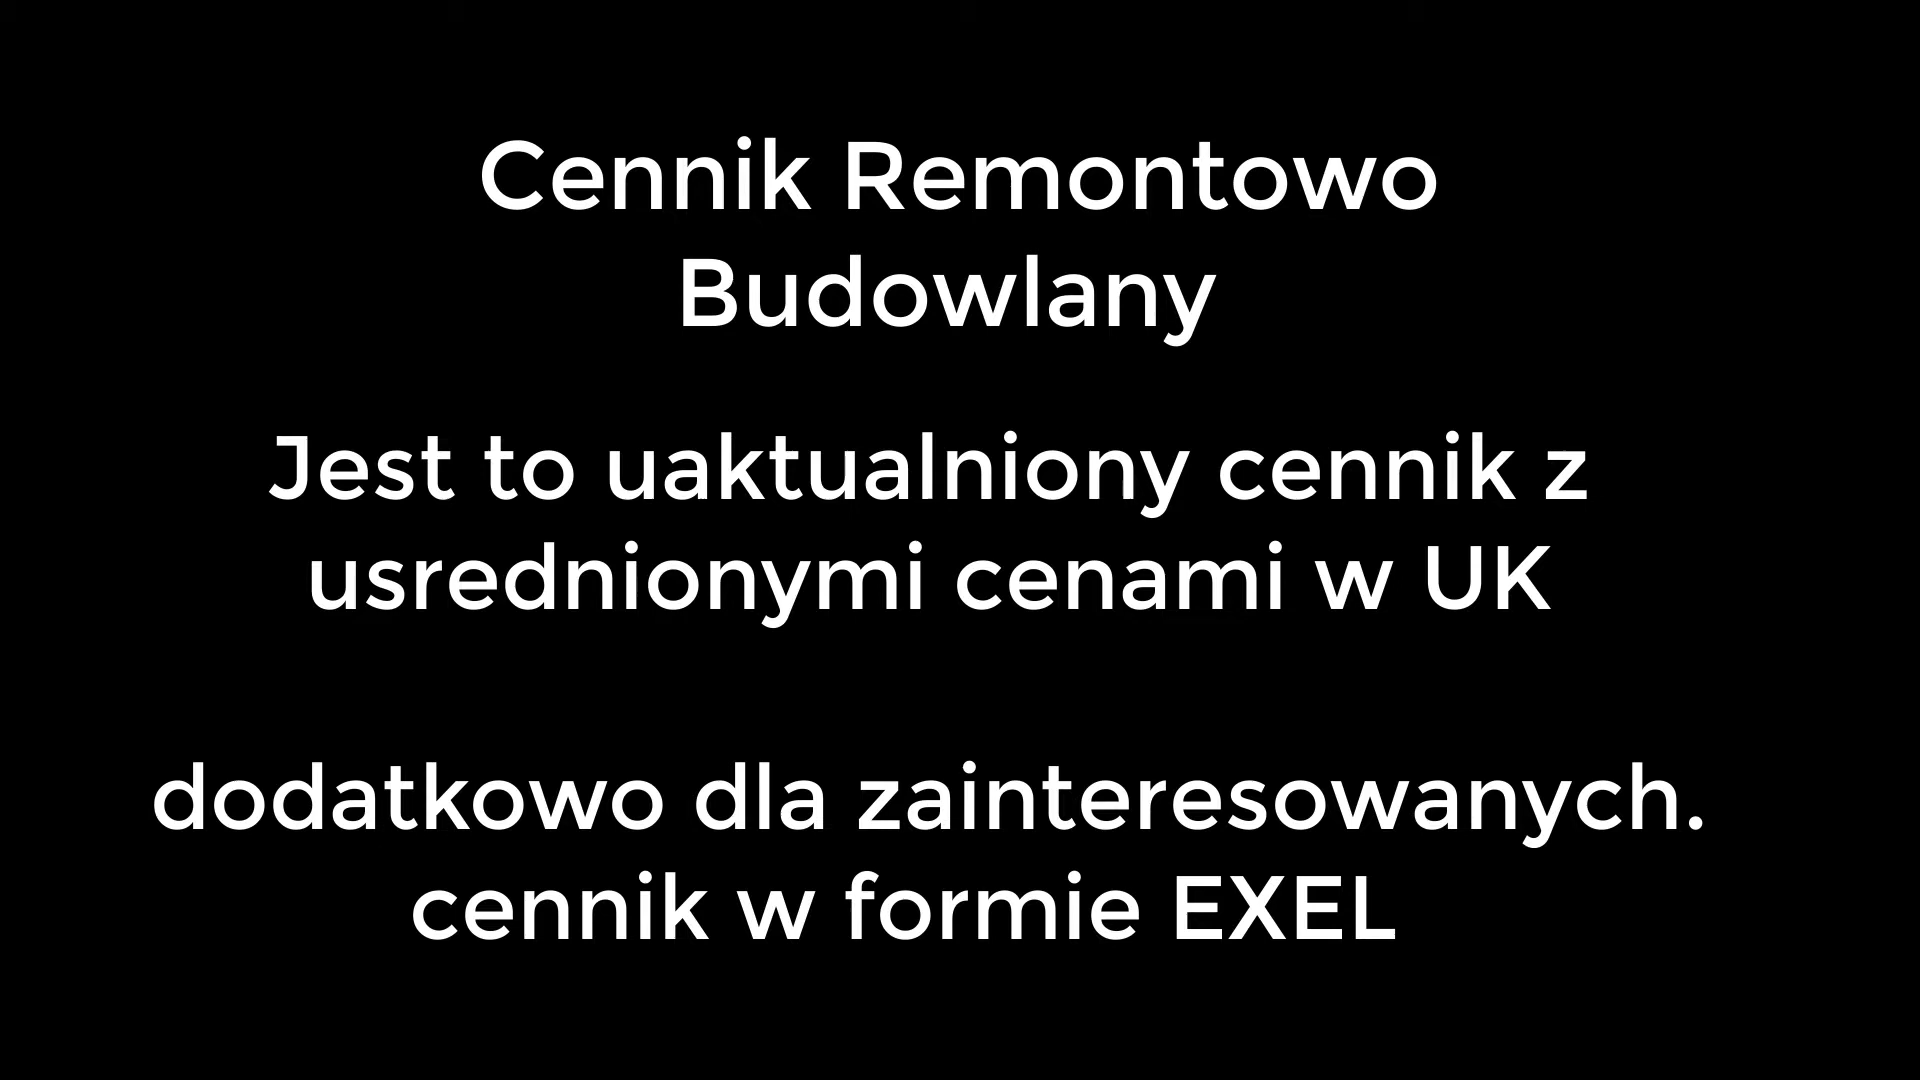 Cennik Remontowo
Budowlany
Jest to uaktualniony cennik z
usrednionymi cenami w UK
dodatkowo dla zainteresowanych.
cennik w formie EXEL